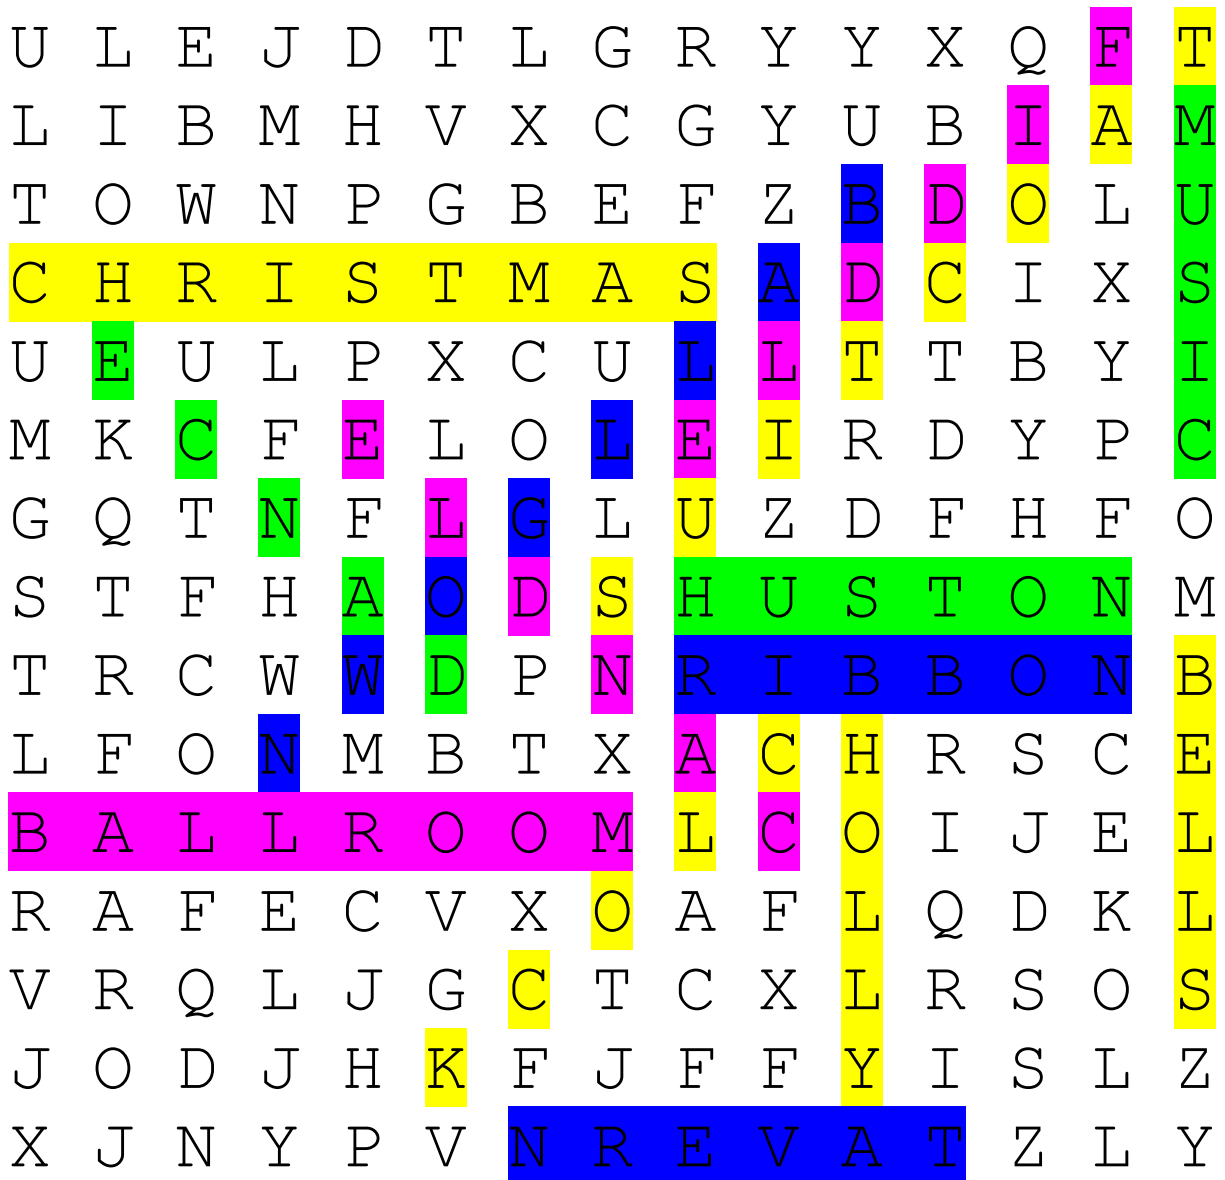 U L E J D T L G R Y Y X Q F T
L I B M H V X C G Y U B I A M
T O W N P G B E F Z B D O L U
C H R I S T M A S A D C I X S
U E U L P X C U L L T T B Y I
M K C F E L O L E I R D Y P C
G Q T N F L G L U Z D F H F O
S T F H A O D S H U S T O N M
T R C W W D P N R I B B O N B
L F O N M B T X A C H R S C E
B A L L R O O M L C O I J E L
R A F E C V X O A F L Q D K L
V R Q L J G C T C X L R S O S
J O D J H K F J F F Y I S L Z
X J N Y P V N R E V A T Z L Y